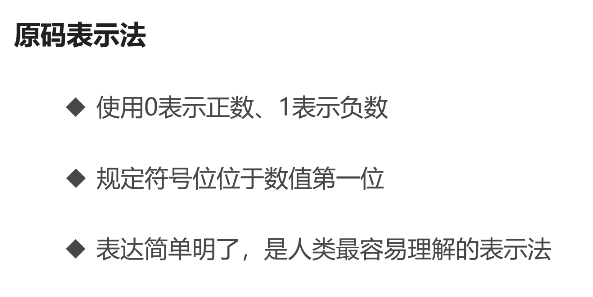 原码表示法
◆ 使用0表示正数、1表示负数
◆ 规定符号位位于数值第一位
◆ 表达简单明了，是人类最容易理解的表示法